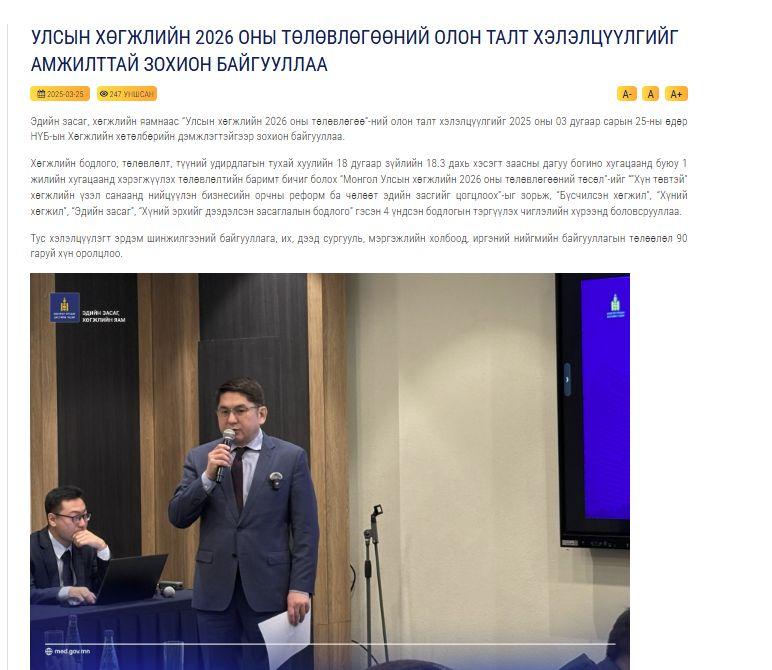 УЛСЫН ХӨГЖЛИЙН 2026 ОНЫ ТӨЛӨВЛӨГӨӨНИЙ ОЛОН ТАЛТ ХЭЛЭЛЦҮҮЛГИЙГ
АМЖИЛТТАЙ ЗОХИОН БАЙГУУЛЛАА
2025-03-25 247 УНШСАН A- A A+
Эдийн засаг, хөгжлийн яамнаас "Улсын хөгжлийн 2026 оны төлөвлөгөө"-ний олон талт хэлэлцүүлгийг 2025 оны 03 дугаар сарын 25-ны өдөр
НҮБ-ын Хөгжлийн хөтөлбөрийн дэмжлэгтэйгээр зохион байгууллаа.
Хөгжлийн бодлого, төлөвлөлт, түүний удирдлагын тухай хуулийн 18 дугаар зүйлийн 18.3 дахь хэсэгт заасны дагуу богино хугацаанд буюу 1
жилийн хугацаанд хэрэгжүүлэх төлөвлөлтийн баримт бичиг болох "Монгол Улсын хөгжлийн 2026 оны төлөвлөгөөний төсөл"-ийг ""Хүн төвтэй"
хөгжлийн үзэл санаанд нийцүүлэн бизнесийн орчны реформ ба чөлөөт эдийн засгийг цогцлоох"-ыг зорьж, "Бүсчилсэн хөгжил", "Хүний
хөгжил", "Эдийн засаг", "Хүний эрхийг дээдэлсэн засаглалын бодлого" гэсэн 4 үндсэн бодлогын тэргүүлэх чиглэлийн хүрээнд боловсрууллаа.
Тус хэлэлцүүлэгт эрдэм шинжилгээний байгууллага, их, дээд сургууль, мэргэжлийн холбоод, иргэний нийгмийн байгууллагын төлөөлөл 90
гаруй хүн оролцлоо.
ЭДИЙН ЗАСАГ,
ХӨГЖЛИЙН ЯАМ
med.gov.mn